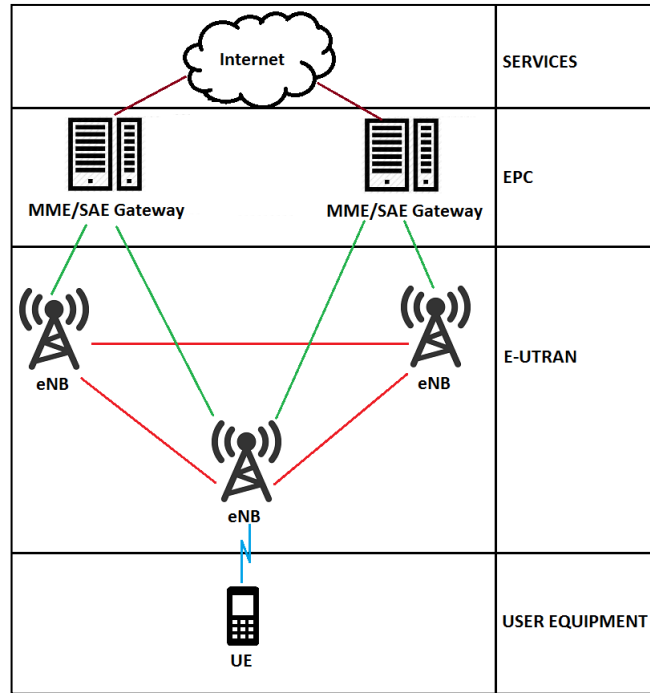 Internet
SERVICES
EPC
MME/SAE Gateway
MME/SAE Gateway
E-UTRAN
eNB
eNB
eNB
UE
USER EQUIPMENT